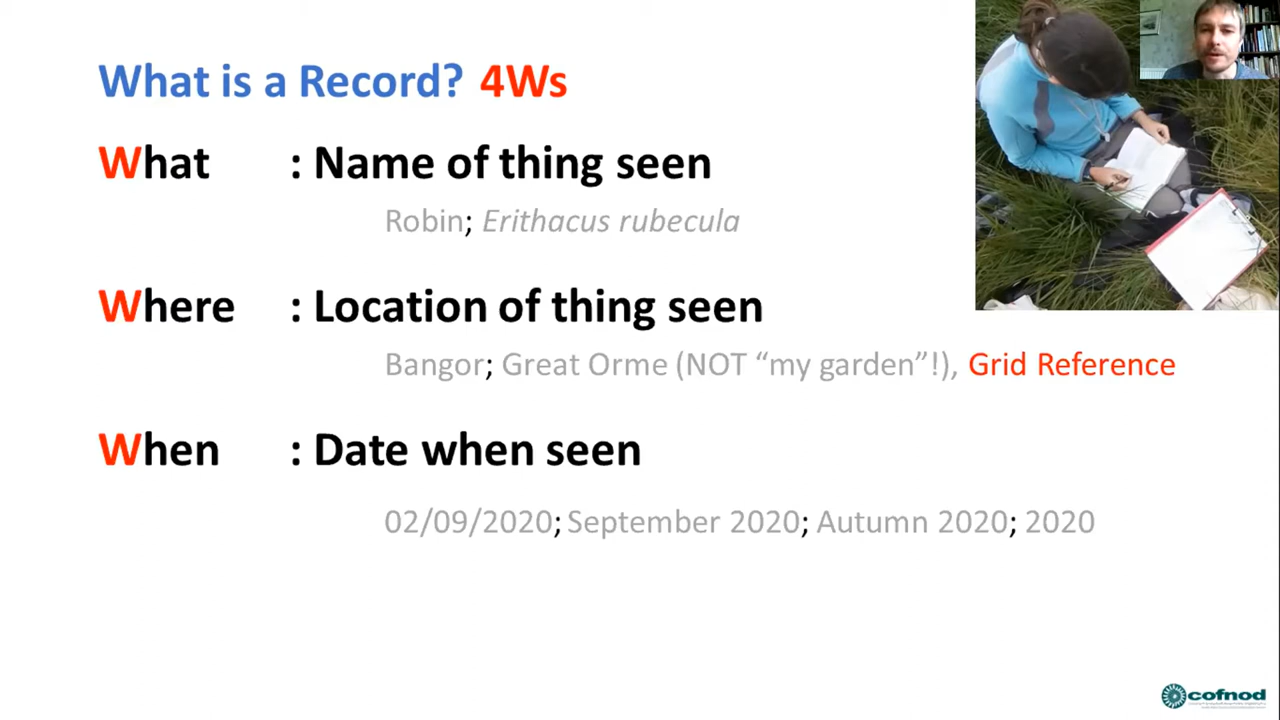 What is a Record? 4Ws
What : Name of thing seen
Robin; Erithacus rubecula
Where : Location of thing seen
Bangor; Great Orme (NOT “my garden”!), Grid Reference
When : Date when seen
02/09/2020; September 2020; Autumn 2020; 2020
cofnod